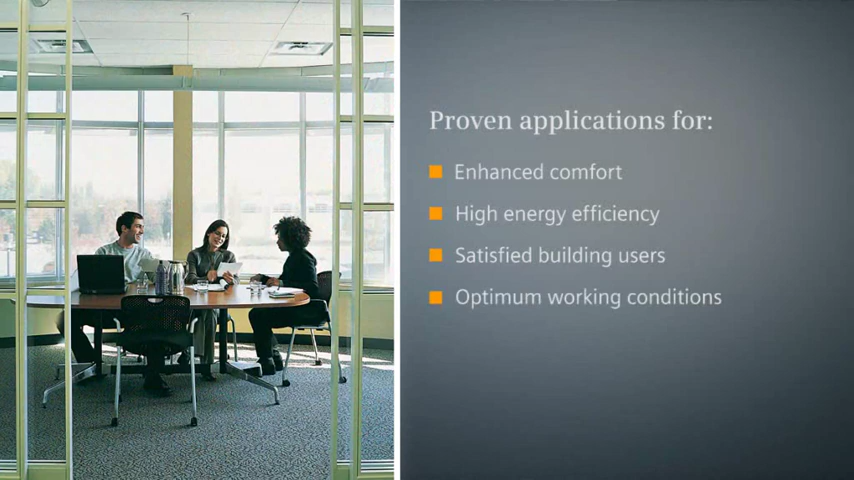 Proven applications for:
Enhanced comfort
High energy efficiency
Satisfied building users
Optimum working conditions